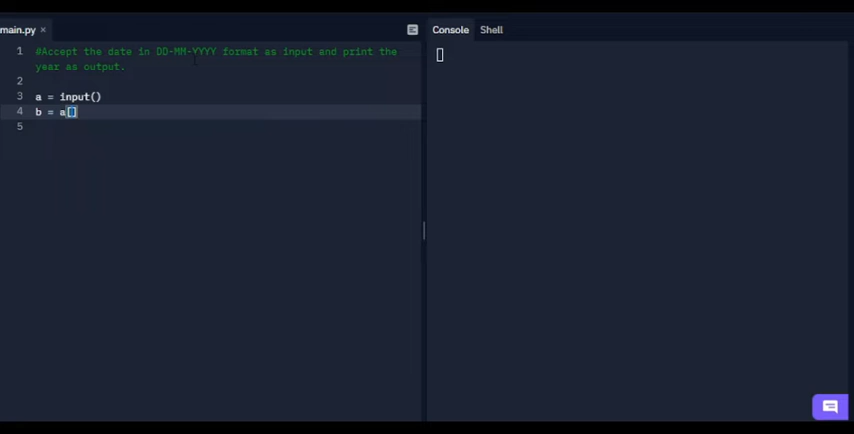 main.py ×
Console Shell
1 #Accept the date in DD-MM-YYYY format as input and print the
year as output.
2
3 a = input()
4 b = a[]
5